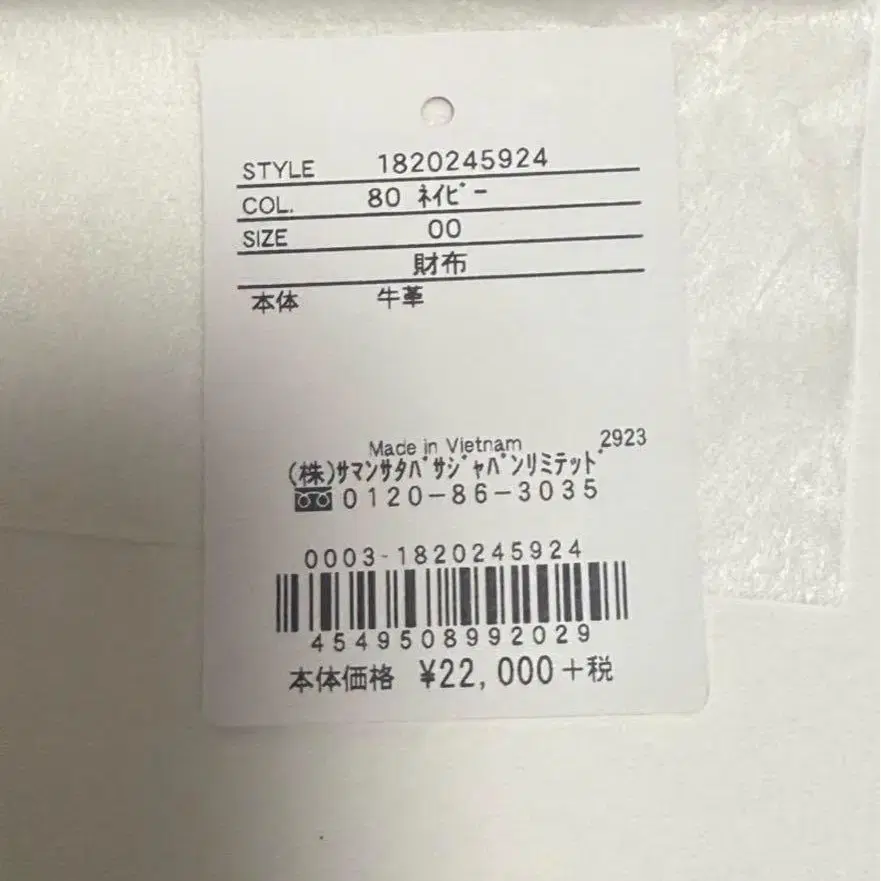 STYLE 1820245924
COL. 80 ﾈｲﾋﾞｰ
SIZE 00
財布
本体 牛革
Made in Vietnam 2923
(株)ｻﾏﾝｻﾀﾊﾞｻｼﾞｬﾊﾟﾝﾘﾐﾃｯﾄﾞ
0120-86-3035
0003-1820245924
4549508992029
本体価格 ¥22,000+税